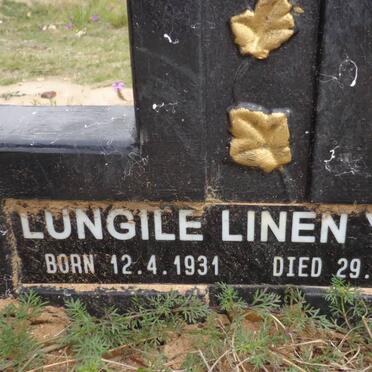 LUNGILE LINEN
BORN 12.4.1931 DIED 29.